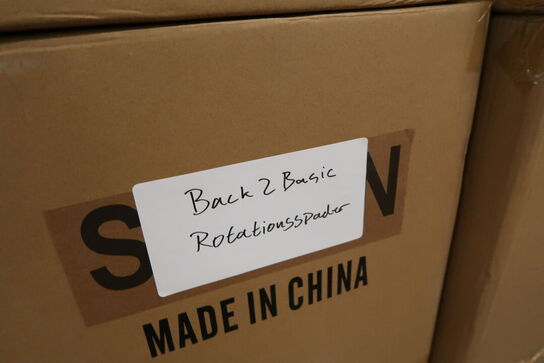 Back 2 Basic
Rotationsspader
S N
MADE IN CHINA